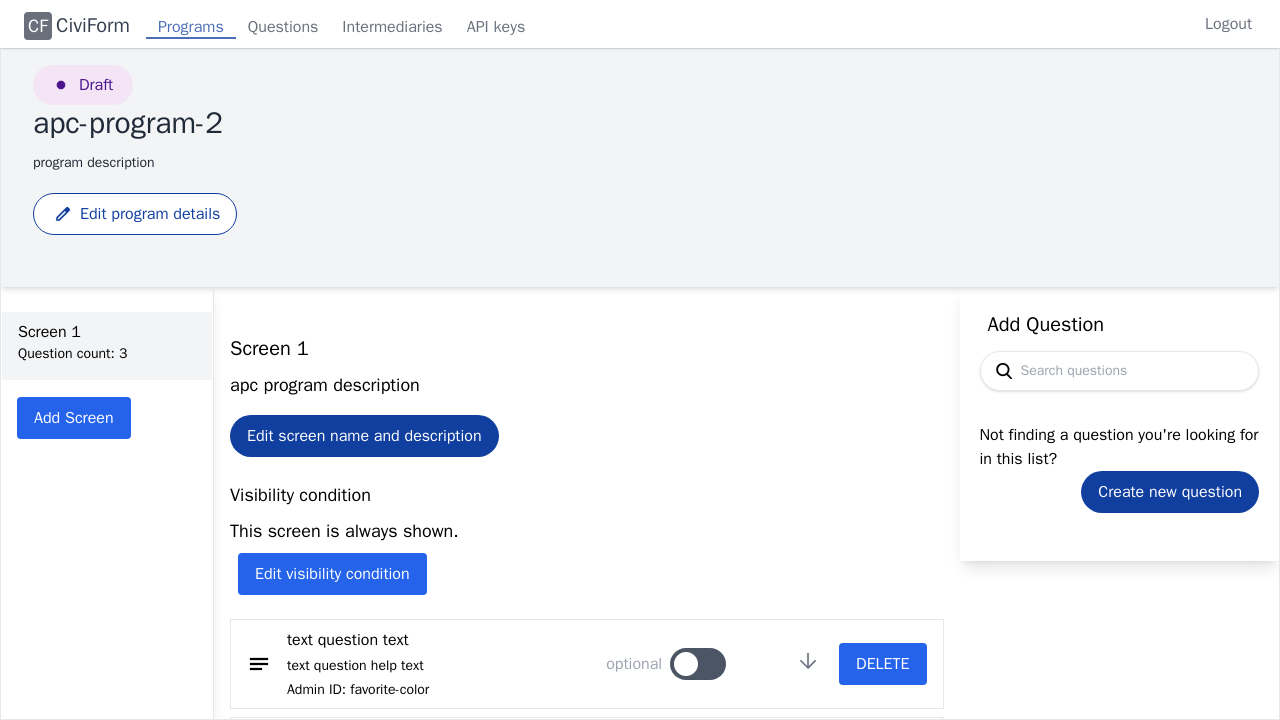 CF CiviForm Programs Questions Intermediaries API keys Logout
Draft
apc-program-2
program description
Edit program details
Screen 1
Question count: 3
Add Screen
Screen 1
apc program description
Edit screen name and description
Visibility condition
This screen is always shown.
Edit visibility condition
text question text
text question help text
Admin ID: favorite-color
optional
DELETE
Add Question
Search questions
Not finding a question you're looking for
in this list?
Create new question